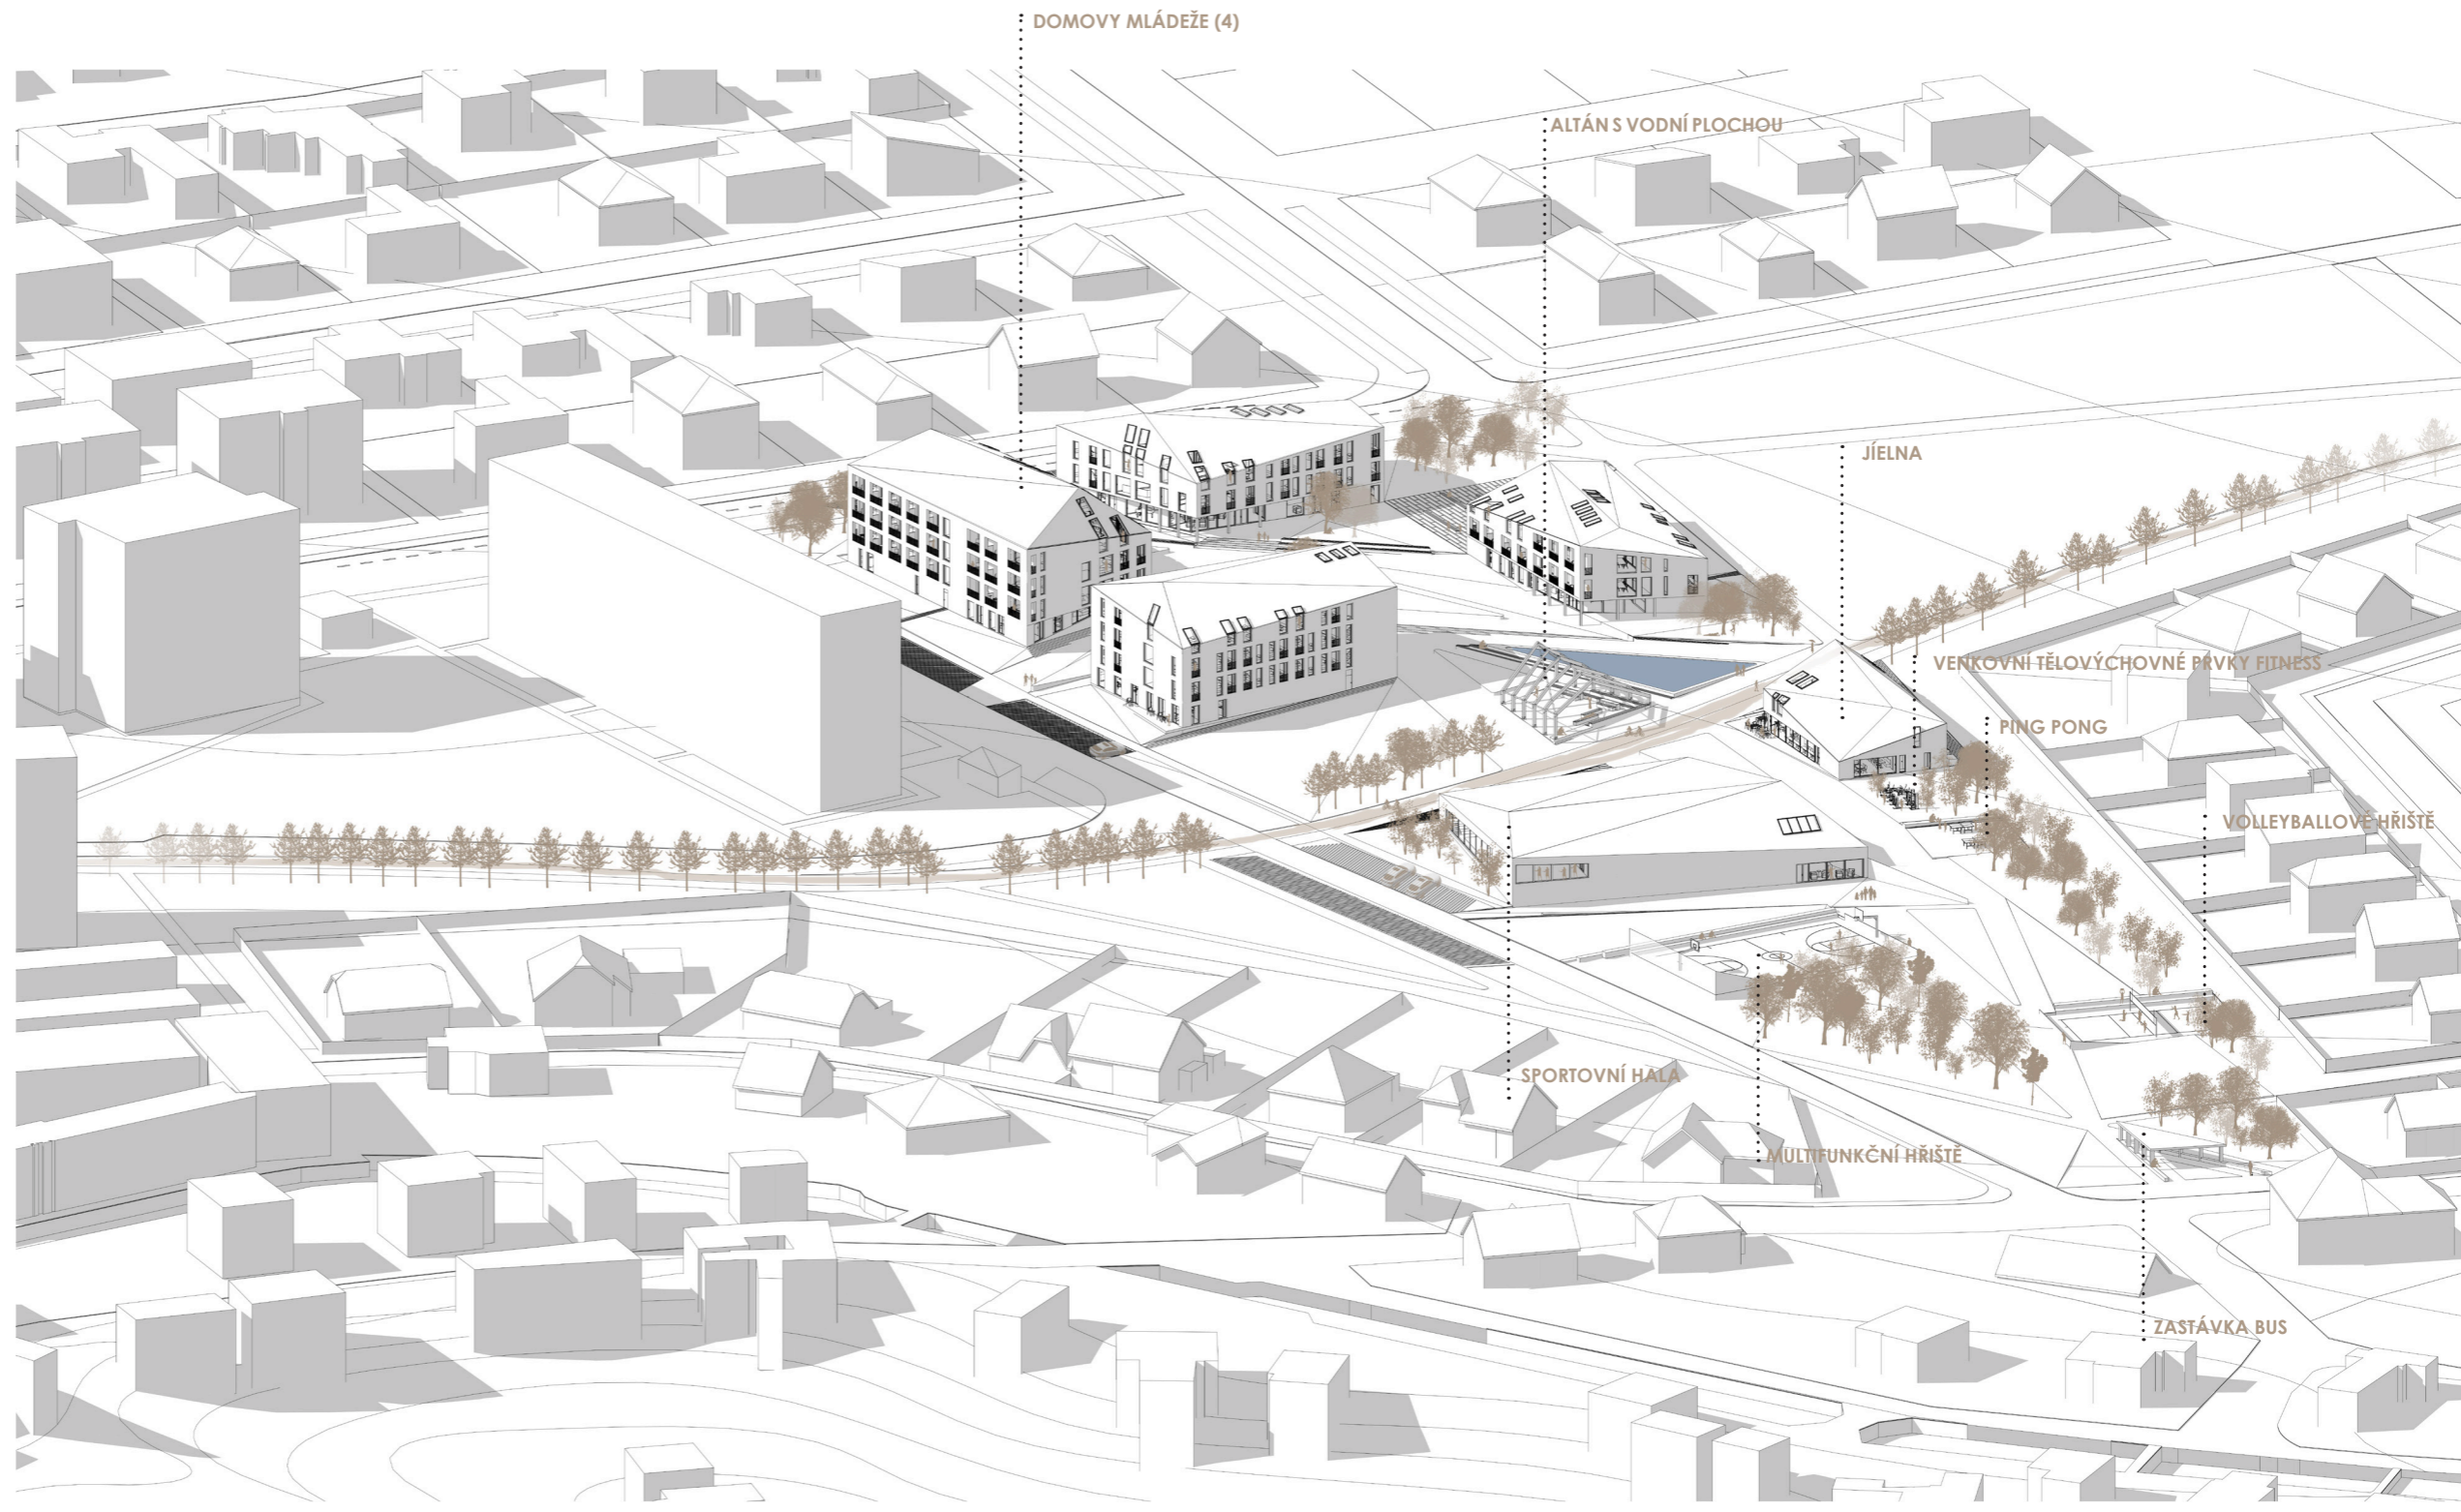 DOMOVY MLÁDEŽE (4)
ALTÁN S VODNÍ PLOCHOU
JÍELNA
VENKOVNI TĚLOVÝCHOVNÉ PRVKY FITNESS
PING PONG
VOLLEYBALLOVÉ HŘIŠTĚ
SPORTOVNÍ HALA
MULTIFUNKČNÍ HŘIŠTĚ
ZASTÁVKA BUS